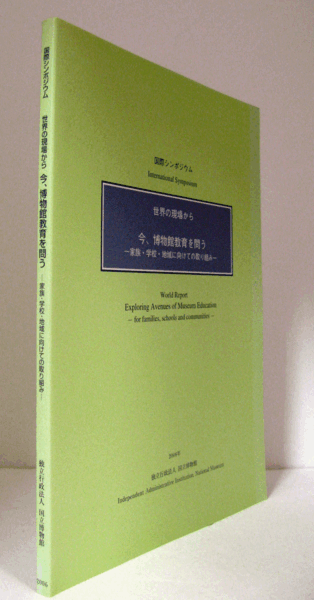 国際シンポジウム
世界の現場から
今、博物館教育を問う
―家族・学校・地域に向けての取り組み―
独立行政法人 国立博物館
2006
国際シンポジウム
International Symposium
世界の現場から
今、博物館教育を問う
―家族・学校・地域に向けての取り組み―
World Report
Exploring Avenues of Museum Education
– for families, schools and communities –
独立行政法人 国立博物館
Independent Administrative Institution, National Museums